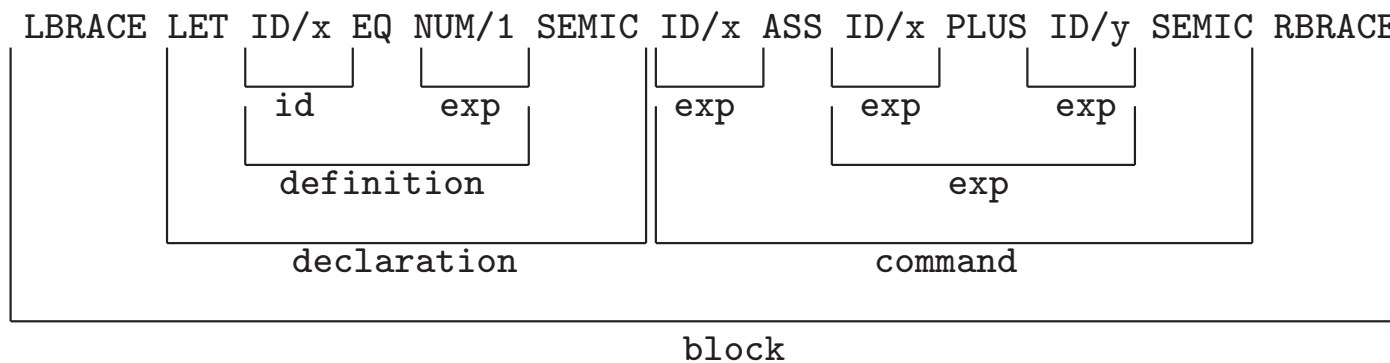 LBRACE LET ID/x EQ NUM/1 SEMIC ID/x ASS ID/x PLUS ID/y SEMIC RBRACE
id exp exp exp exp
definition exp
declaration command
block